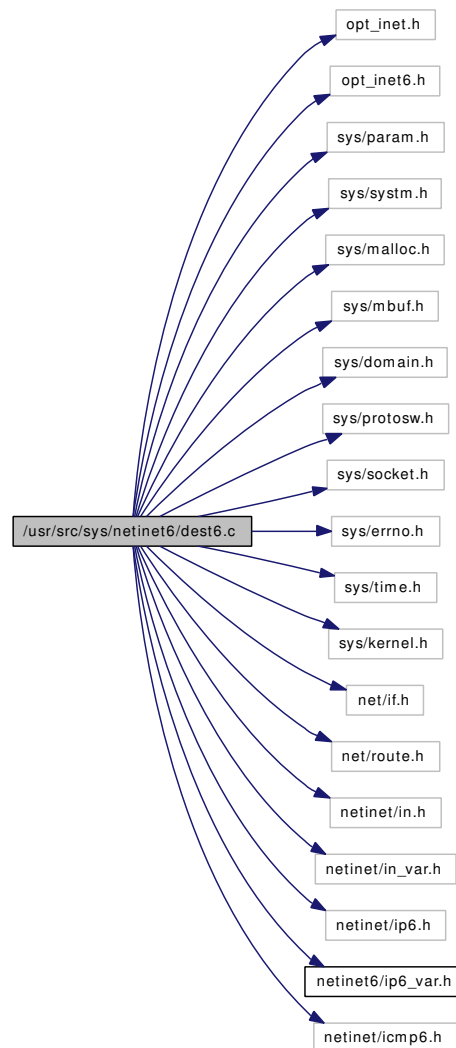 opt_inet.h
opt_inet6.h
sys/param.h
sys/systm.h
sys/malloc.h
sys/mbuf.h
sys/domain.h
sys/protosw.h
sys/socket.h
/usr/src/sys/netinet6/dest6.c
sys/errno.h
sys/time.h
sys/kernel.h
net/if.h
net/route.h
netinet/in.h
netinet/in_var.h
netinet/ip6.h
netinet6/ip6_var.h
netinet/icmp6.h